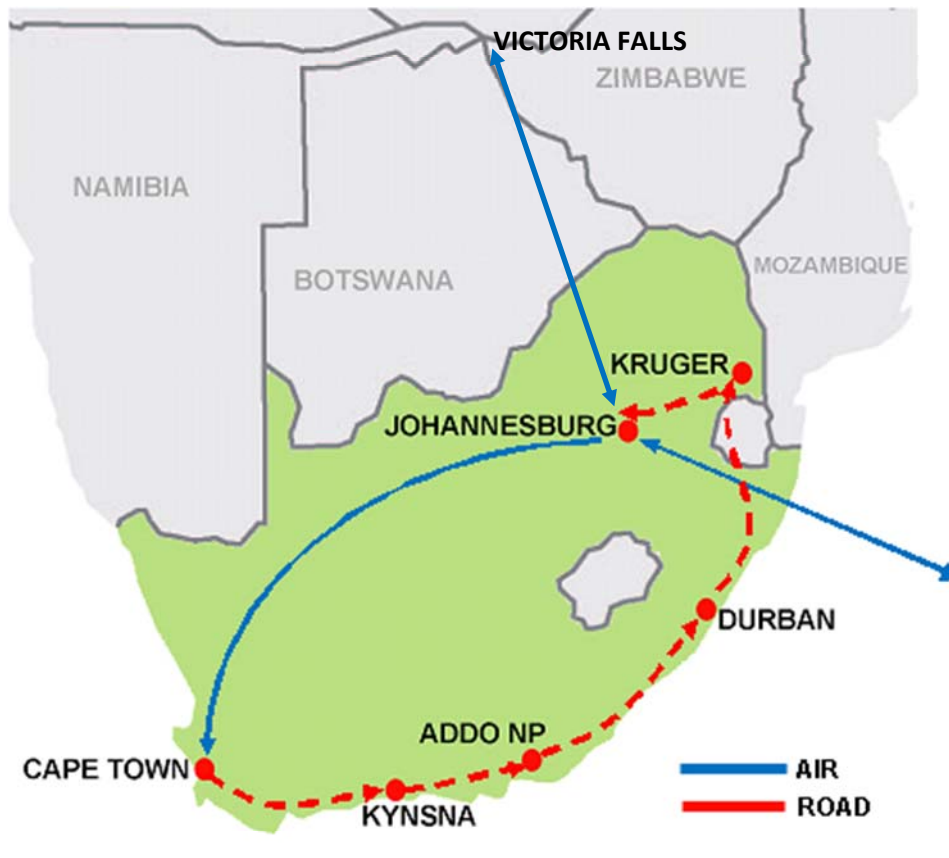 VICTORIA FALLS
ZIMBABWE
NAMIBIA
BOTSWANA
MOZAMBIQUE
KRUGER
JOHANNESBURG
DURBAN
ADDO NP
CAPE TOWN
KYNSNA
AIR
ROAD